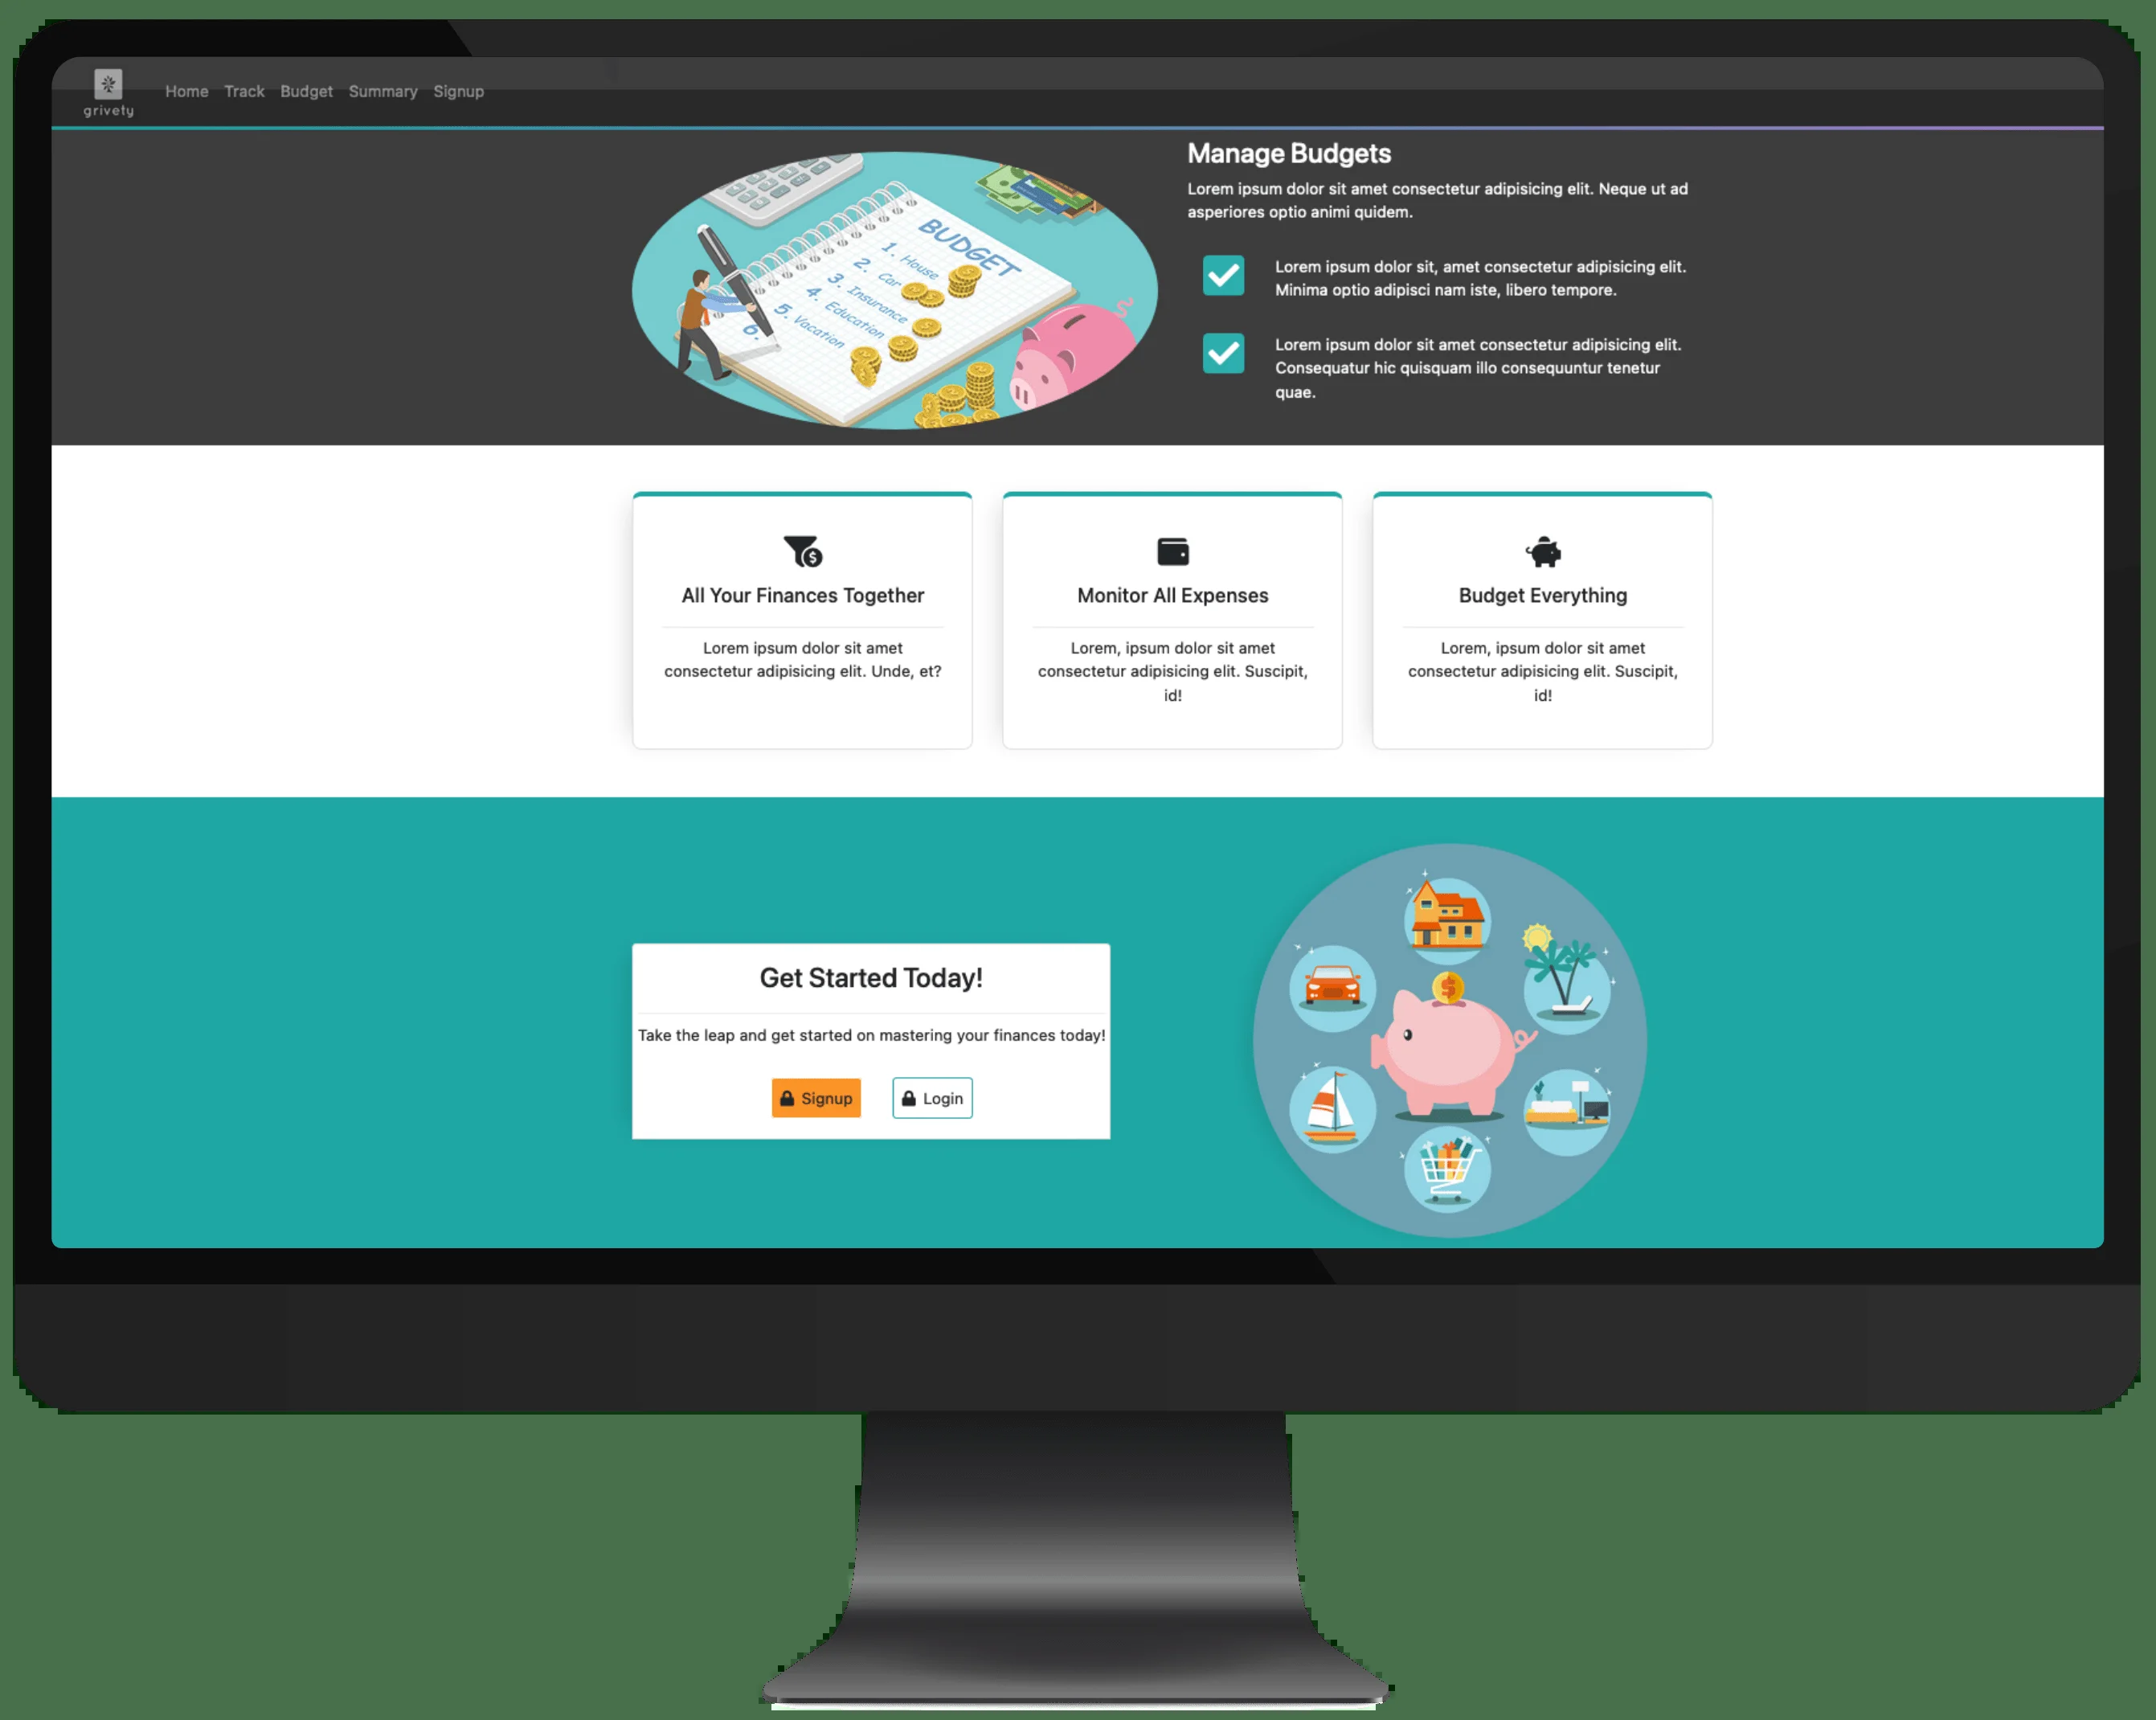 grivety
Home Track Budget Summary Signup
BUDGET
1. House
2. Car
3. Insurance
4. Education
5. Vacation
6.
Manage Budgets
Lorem ipsum dolor sit amet consectetur adipisicing elit. Neque ut ad
asperiores optio animi quidem.
Lorem ipsum dolor sit, amet consectetur adipisicing elit.
Minima optio adipisci nam iste, libero tempore.
Lorem ipsum dolor sit amet consectetur adipisicing elit.
Consequatur hic quisquam illo consequuntur tenetur
quae.
All Your Finances Together
Lorem ipsum dolor sit amet
consectetur adipisicing elit. Unde, et?
Monitor All Expenses
Lorem, ipsum dolor sit amet
consectetur adipisicing elit. Suscipit,
id!
Budget Everything
Lorem, ipsum dolor sit amet
consectetur adipisicing elit. Suscipit,
id!
Get Started Today!
Take the leap and get started on mastering your finances today!
Signup Login